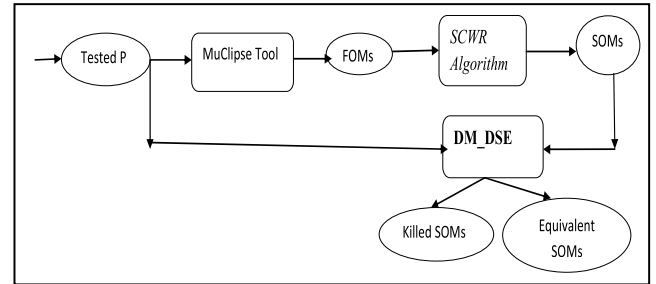 Tested P
MuClipse Tool
FOMs
SCWR
Algorithm
SOMs
DM_DSE
Killed SOMs
Equivalent
SOMs